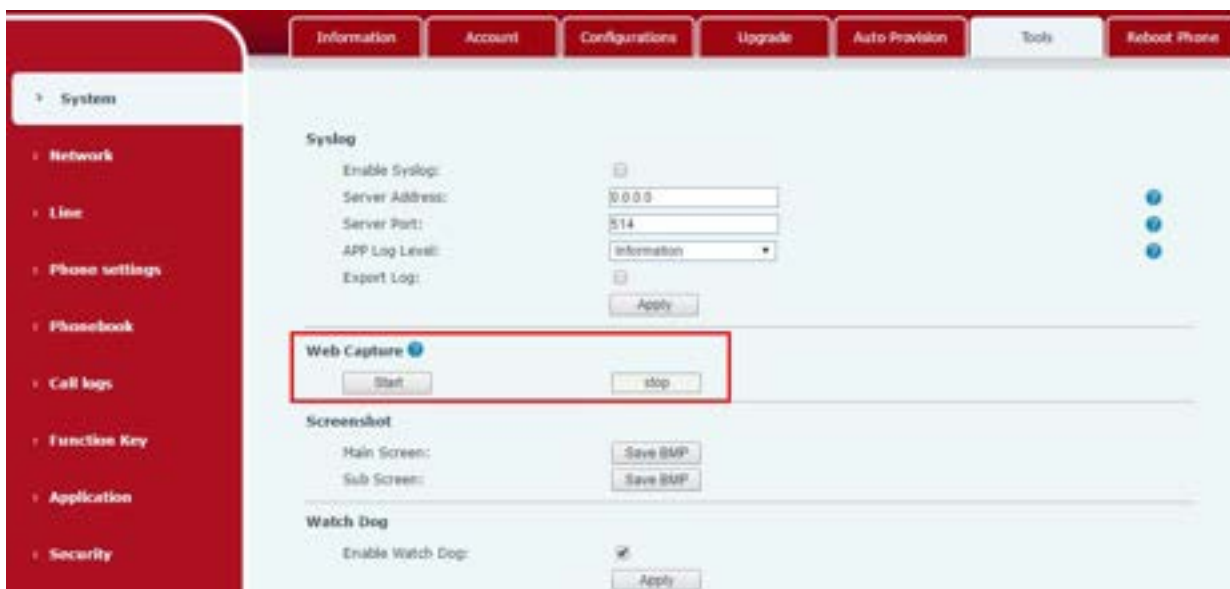 Information Account Configurations Upgrade Auto Provision Tools Reboot Phone
System
Network
Line
Phone settings
Phonebook
Call logs
Function Key
Application
Security
Syslog
Enable Syslog:
Server Address: 0.0.0.0
Server Port: 514
APP Log Level: Information
Export Log:
Apply
Web Capture
Start stop
Screenshot
Main Screen: Save BMP
Sub Screen: Save BMP
Watch Dog
Enable Watch Dog:
Apply